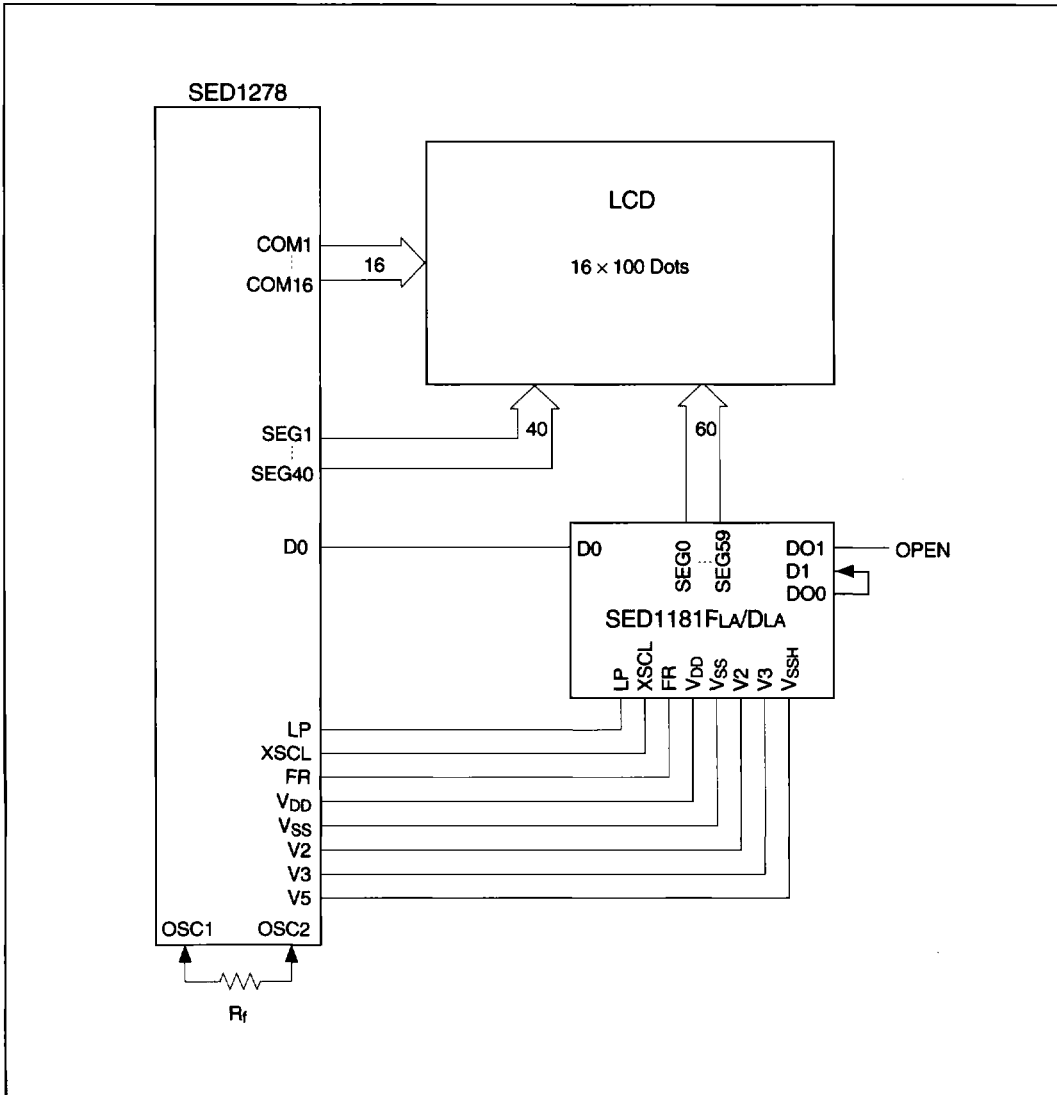 SED1278
LCD
16 × 100 Dots
COM1
16
COM16
SEG1
40
60
SEG40
D0
D0
SEG0
SEG59
DO1
OPEN
D1
DO0
SED1181FLA/DLA
LP
XSCL
FR
VDD
VSS
V2
V3
VSSH
LP
XSCL
FR
VDD
VSS
V2
V3
V5
OSC1
OSC2
Rf